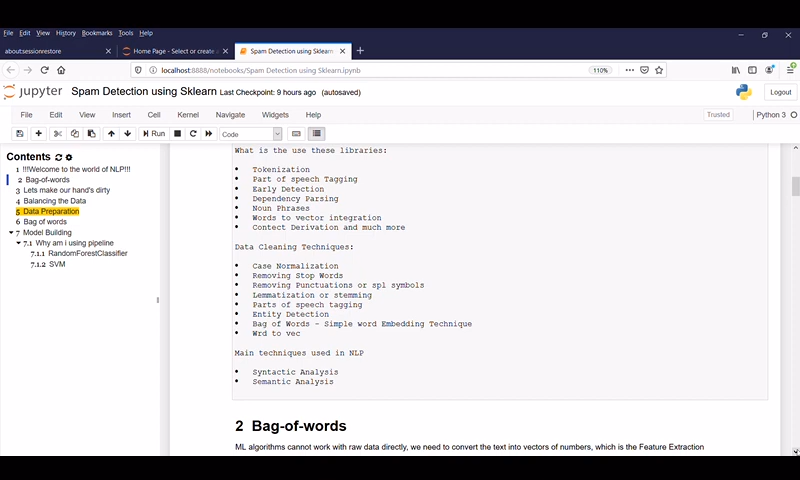 File Edit View History Bookmarks Tools Help
about:sessionrestore
Home Page - Select or create a
Spam Detection using Sklearn
localhost:8888/notebooks/Spam Detection using Sklearn.ipynb
110%
jupyter Spam Detection using Sklearn Last Checkpoint: 9 hours ago (autosaved)
Logout
File Edit View Insert Cell Kernel Navigate Widgets Help
Trusted
Python 3
Run
Code
Contents
1 !!!Welcome to the world of NLP!!!
2 Bag-of-words
3 Lets make our hand's dirty
4 Balancing the Data
5 Data Preparation
6 Bag of words
7 Model Building
7.1 Why am i using pipeline
7.1.1 RandomForestClassifier
7.1.2 SVM
What is the use these libraries:
• Tokenization
• Part of speech Tagging
• Early Detection
• Dependency Parsing
• Noun Phrases
• Words to vector integration
• Contect Derivation and much more
Data Cleaning Techniques:
• Case Normalization
• Removing Stop Words
• Removing Punctuations or spl symbols
• Lemmatization or stemming
• Parts of speech tagging
• Entity Detection
• Bag of Words - Simple word Embedding Technique
• Wrd to vec
Main techniques used in NLP
• Syntactic Analysis
• Semantic Analysis
2 Bag-of-words
ML algorithms cannot work with raw data directly, we need to convert the text into vectors of numbers, which is the Feature Extraction